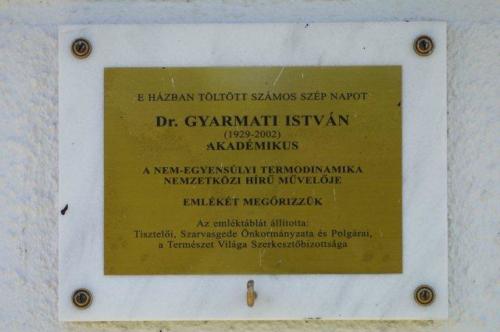 E HÁZBAN TÖLTÖTT SZÁMOS SZÉP NAPOT
Dr. GYARMATI ISTVÁN
(1929-2002)
AKADÉMIKUS
A NEM-EGYENSÚLYI TERMODINAMIKA
NEMZETKÖZI HÍRŰ MŰVELŐJE
EMLÉKÉT MEGŐRIZZÜK
Az emléktáblát állította:
Tisztelői, Szarvasgede Önkormányzata és Polgárai,
a Természet Világa Szerkesztőbizottsága